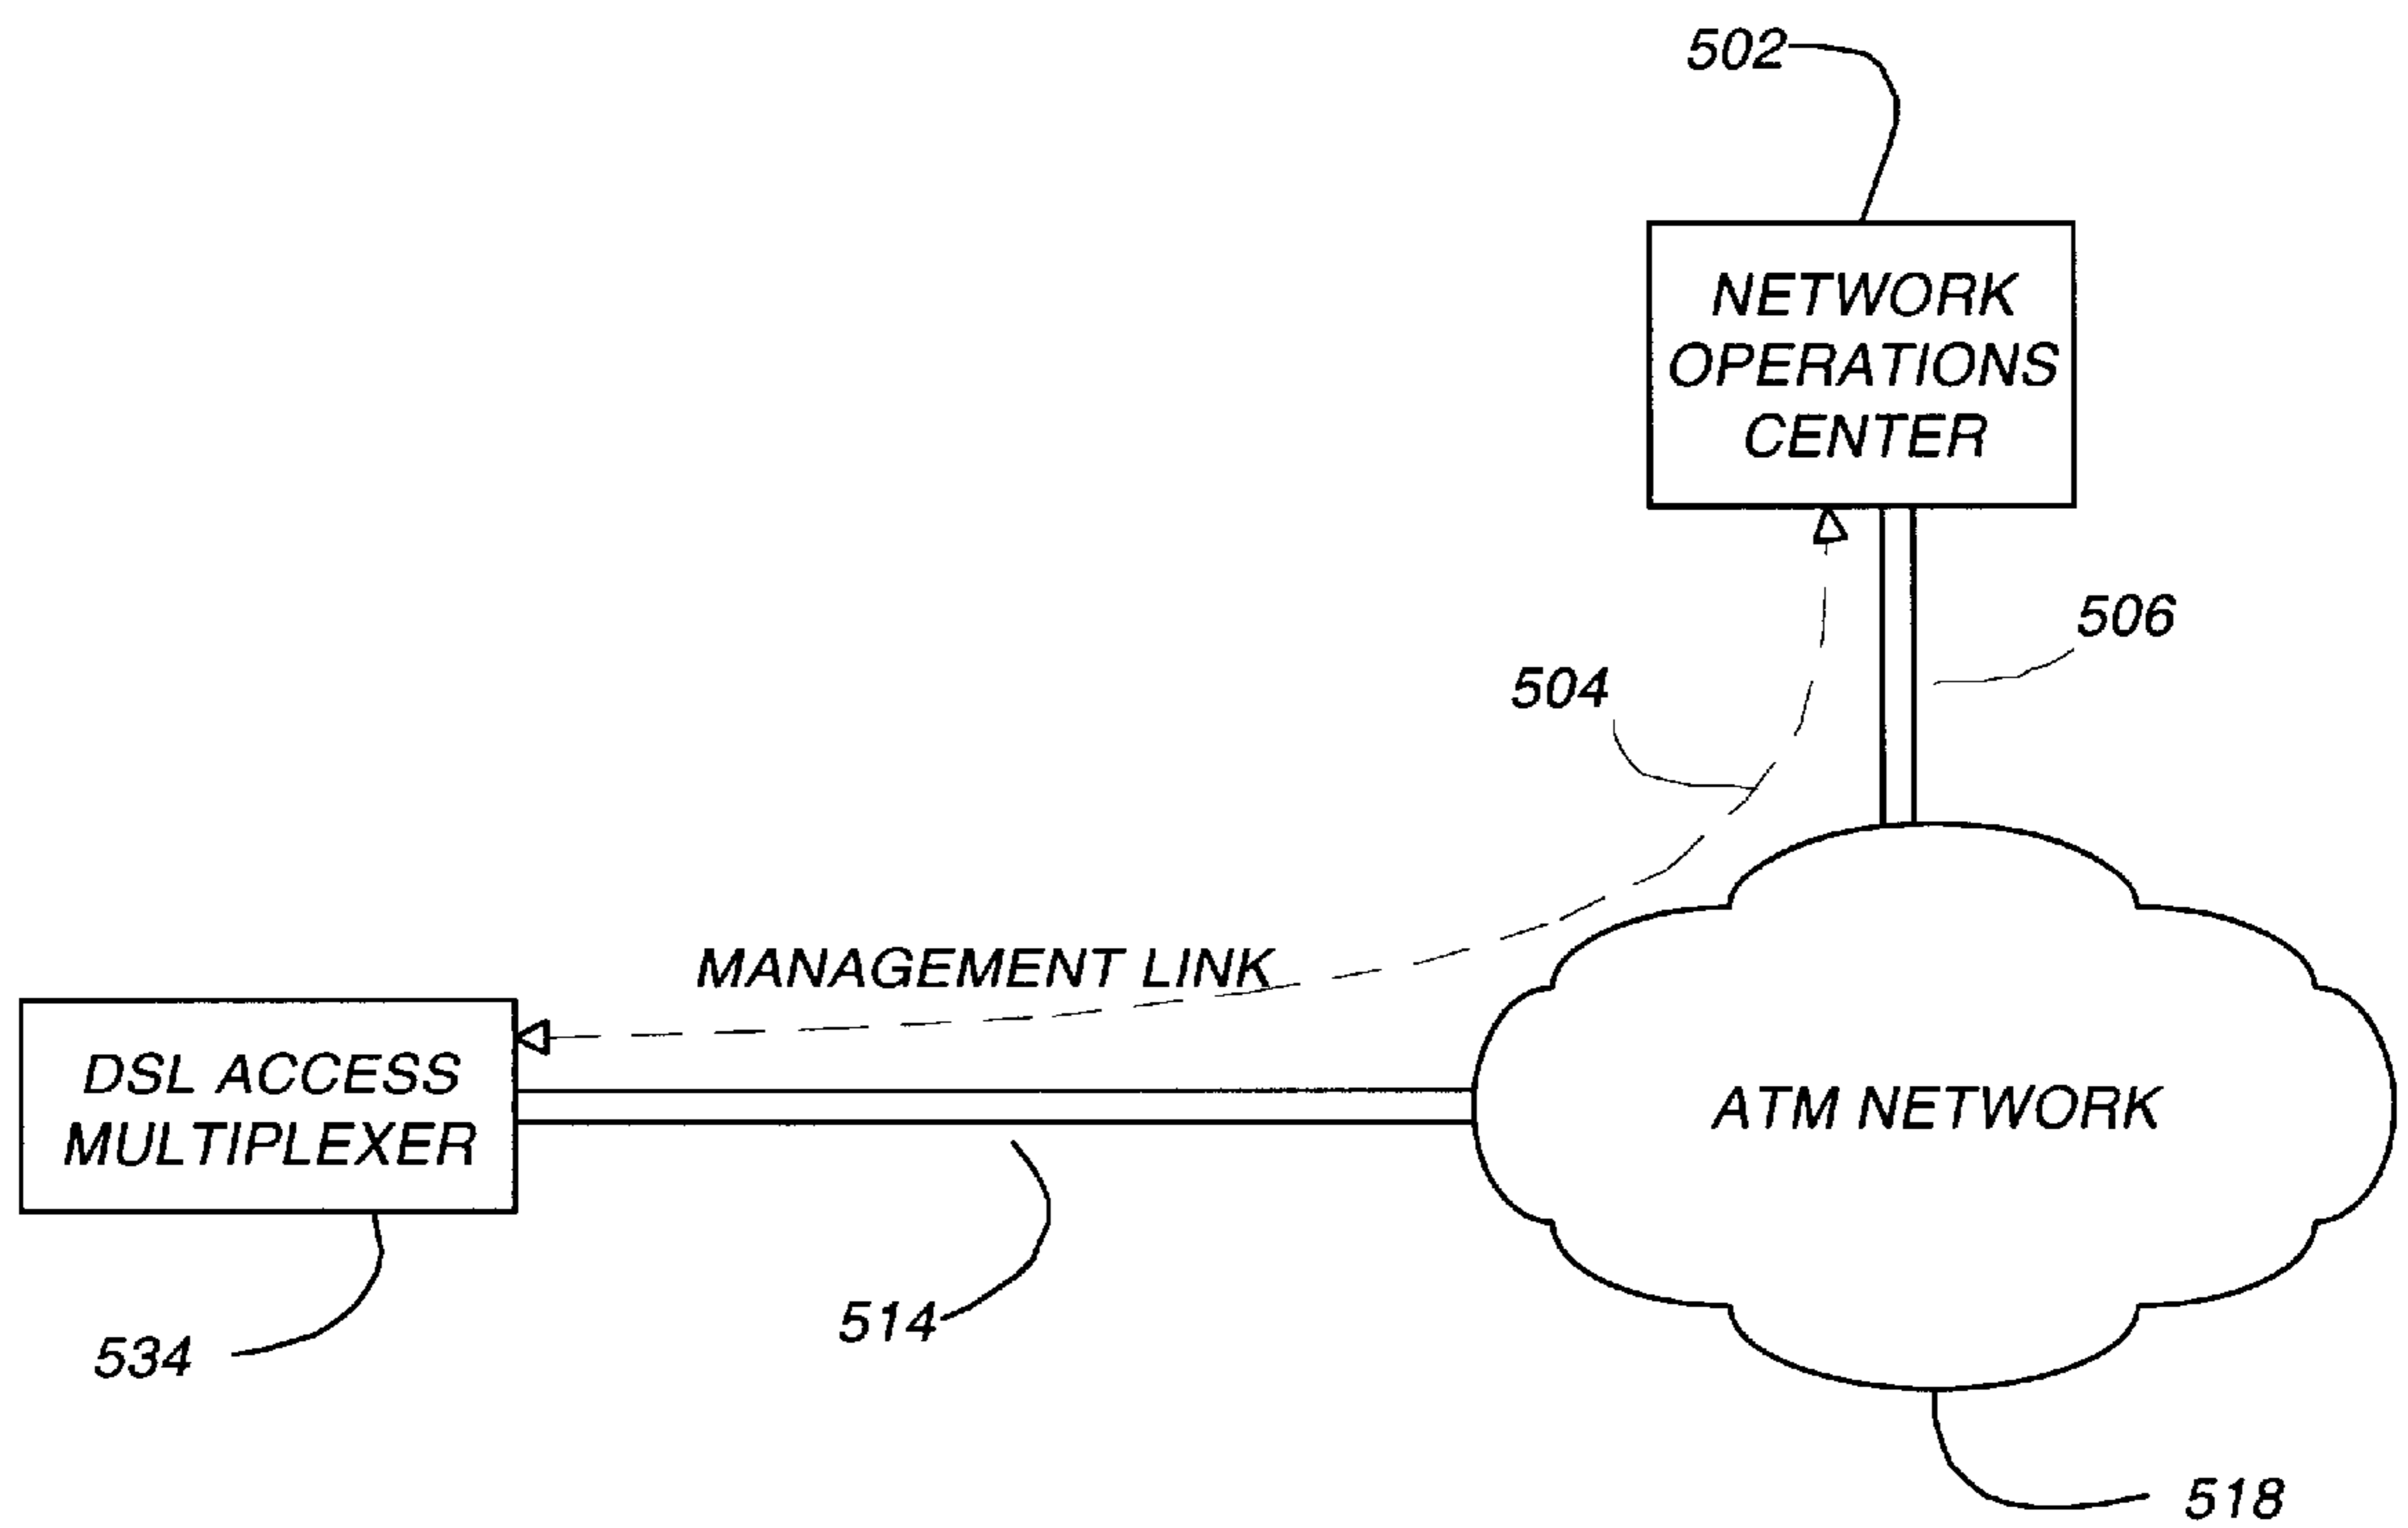 502
NETWORK
OPERATIONS
CENTER
506
504
MANAGEMENT LINK
DSL ACCESS
MULTIPLEXER
ATM NETWORK
514
534
518